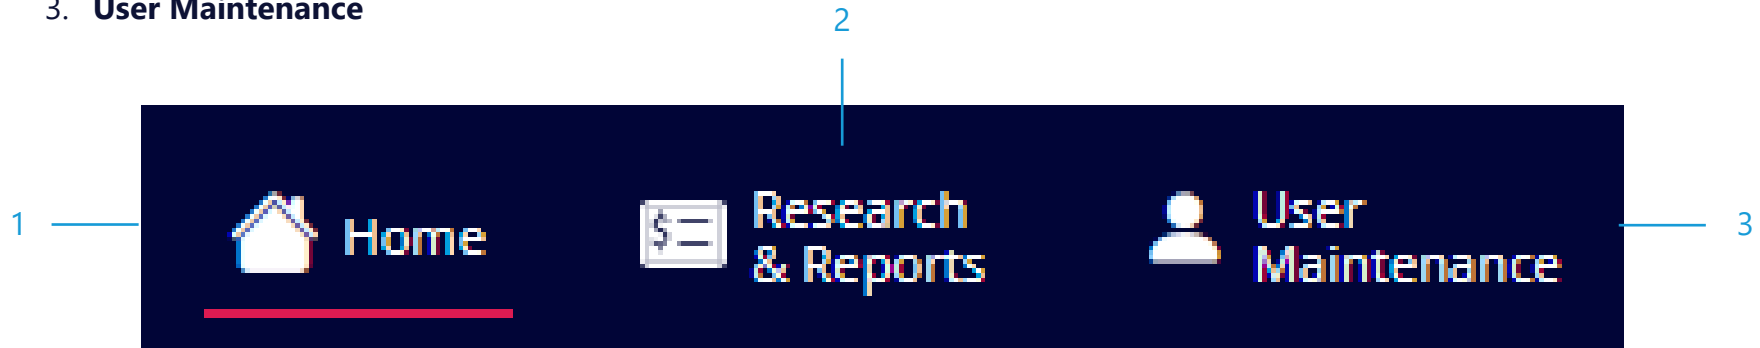 3. User Maintenance
2
1
Home
$
Research
& Reports
User
Maintenance
3